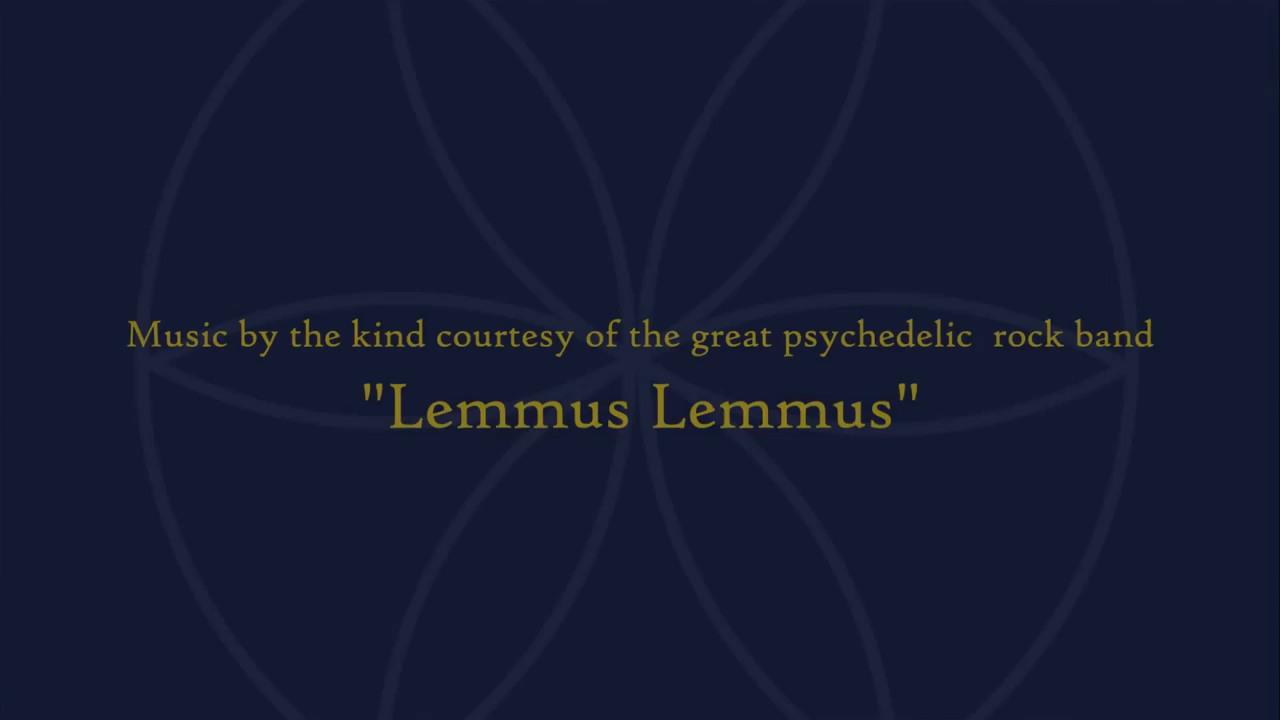 Music by the kind courtesy of the great psychedelic  rock band
"Lemmus Lemmus"